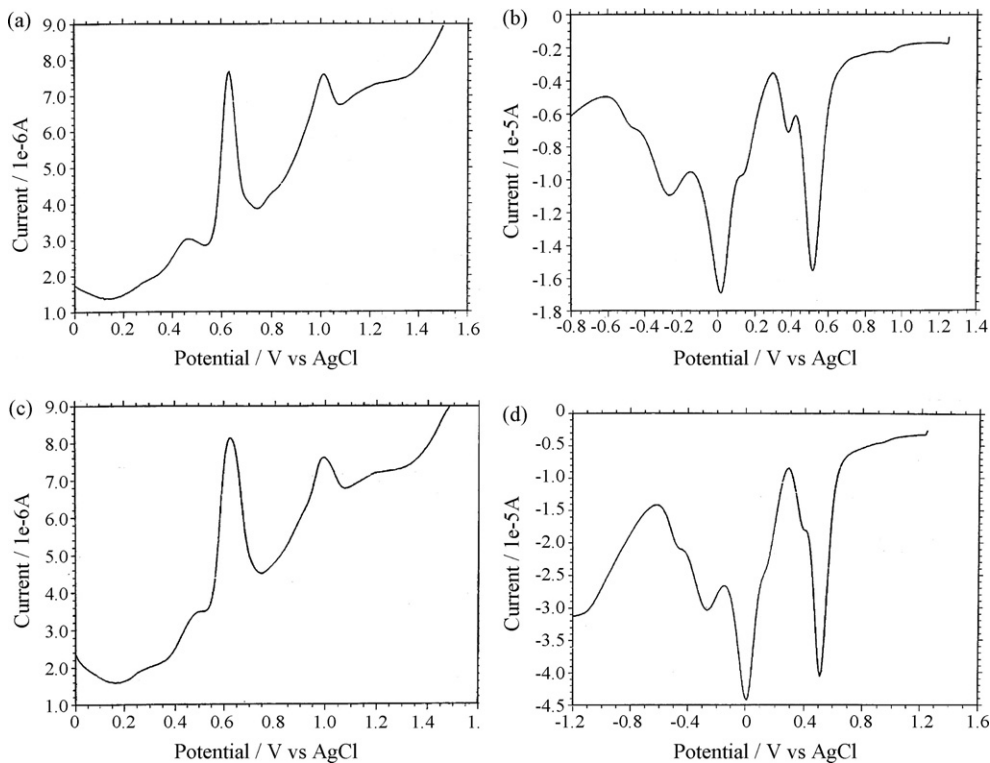 (a)
9.0
8.0
7.0
6.0
5.0
4.0
3.0
2.0
1.0
Current / 1e-6A
0 0.2 0.4 0.6 0.8 1.0 1.2 1.4 1.6
Potential / V vs AgCl
(b)
0
-0.2
-0.4
-0.6
-0.8
-1.0
-1.2
-1.4
-1.6
-1.8
Current / 1e-5A
-0.8 -0.6 -0.4 -0.2 0 0.2 0.4 0.6 0.8 1.0 1.2 1.4
Potential / V vs AgCl
(c)
9.0
8.0
7.0
6.0
5.0
4.0
3.0
2.0
1.0
Current / 1e-6A
0 0.2 0.4 0.6 0.8 1.0 1.2 1.4 1.
Potential / V vs AgCl
(d)
0
-0.5
-1.0
-1.5
-2.0
-2.5
-3.0
-3.5
-4.0
-4.5
Current / 1e-5A
-1.2 -0.8 -0.4 0 0.4 0.8 1.2 1.6
Potential / V vs AgCl